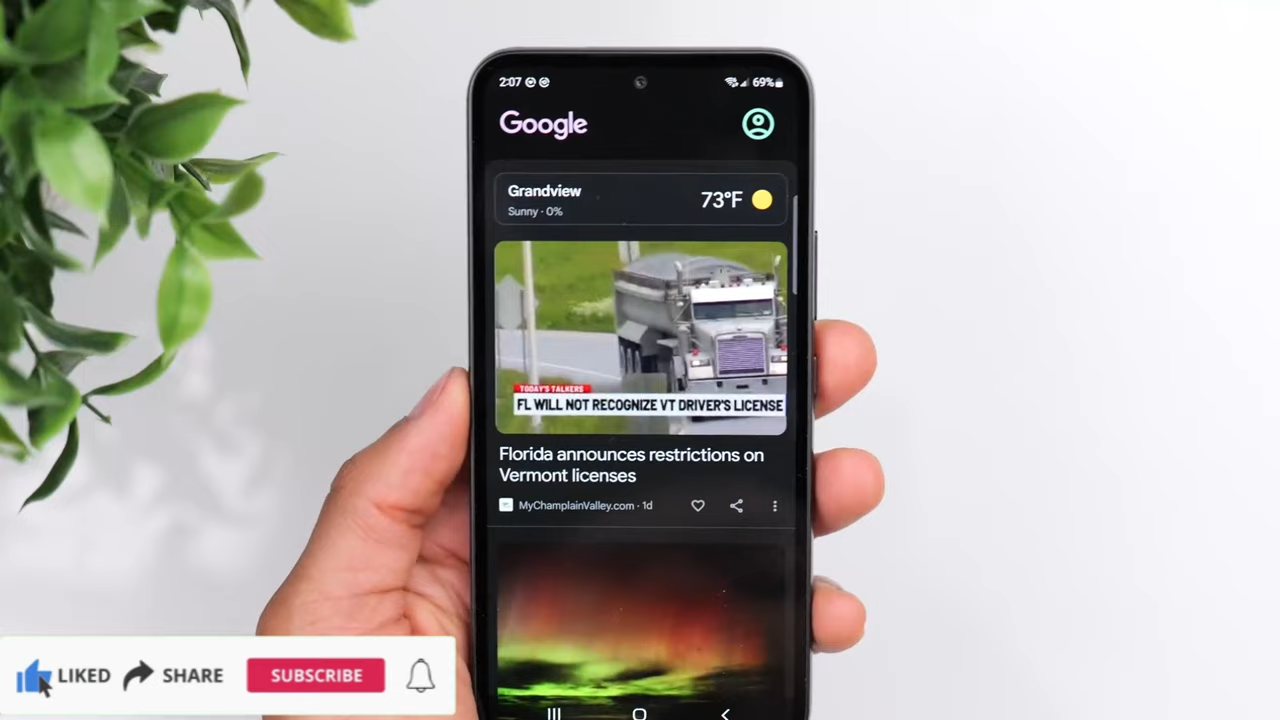 2:07
69%
Google
Grandview
73°F
Sunny · 0%
TODAY'S TALKERS
FL WILL NOT RECOGNIZE VT DRIVER'S LICENSE
Florida announces restrictions on
Vermont licenses
MyChamplainValley.com · 1d
LIKED
SHARE
SUBSCRIBE